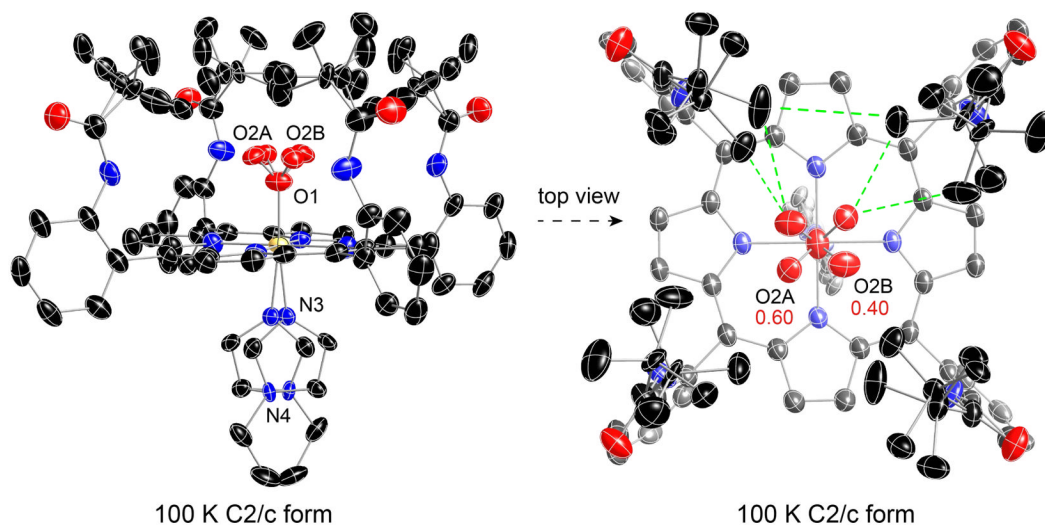 O2A O2B
O1
N3
N4
top view
O2A
0.60
O2B
0.40
100 K C2/c form
100 K C2/c form